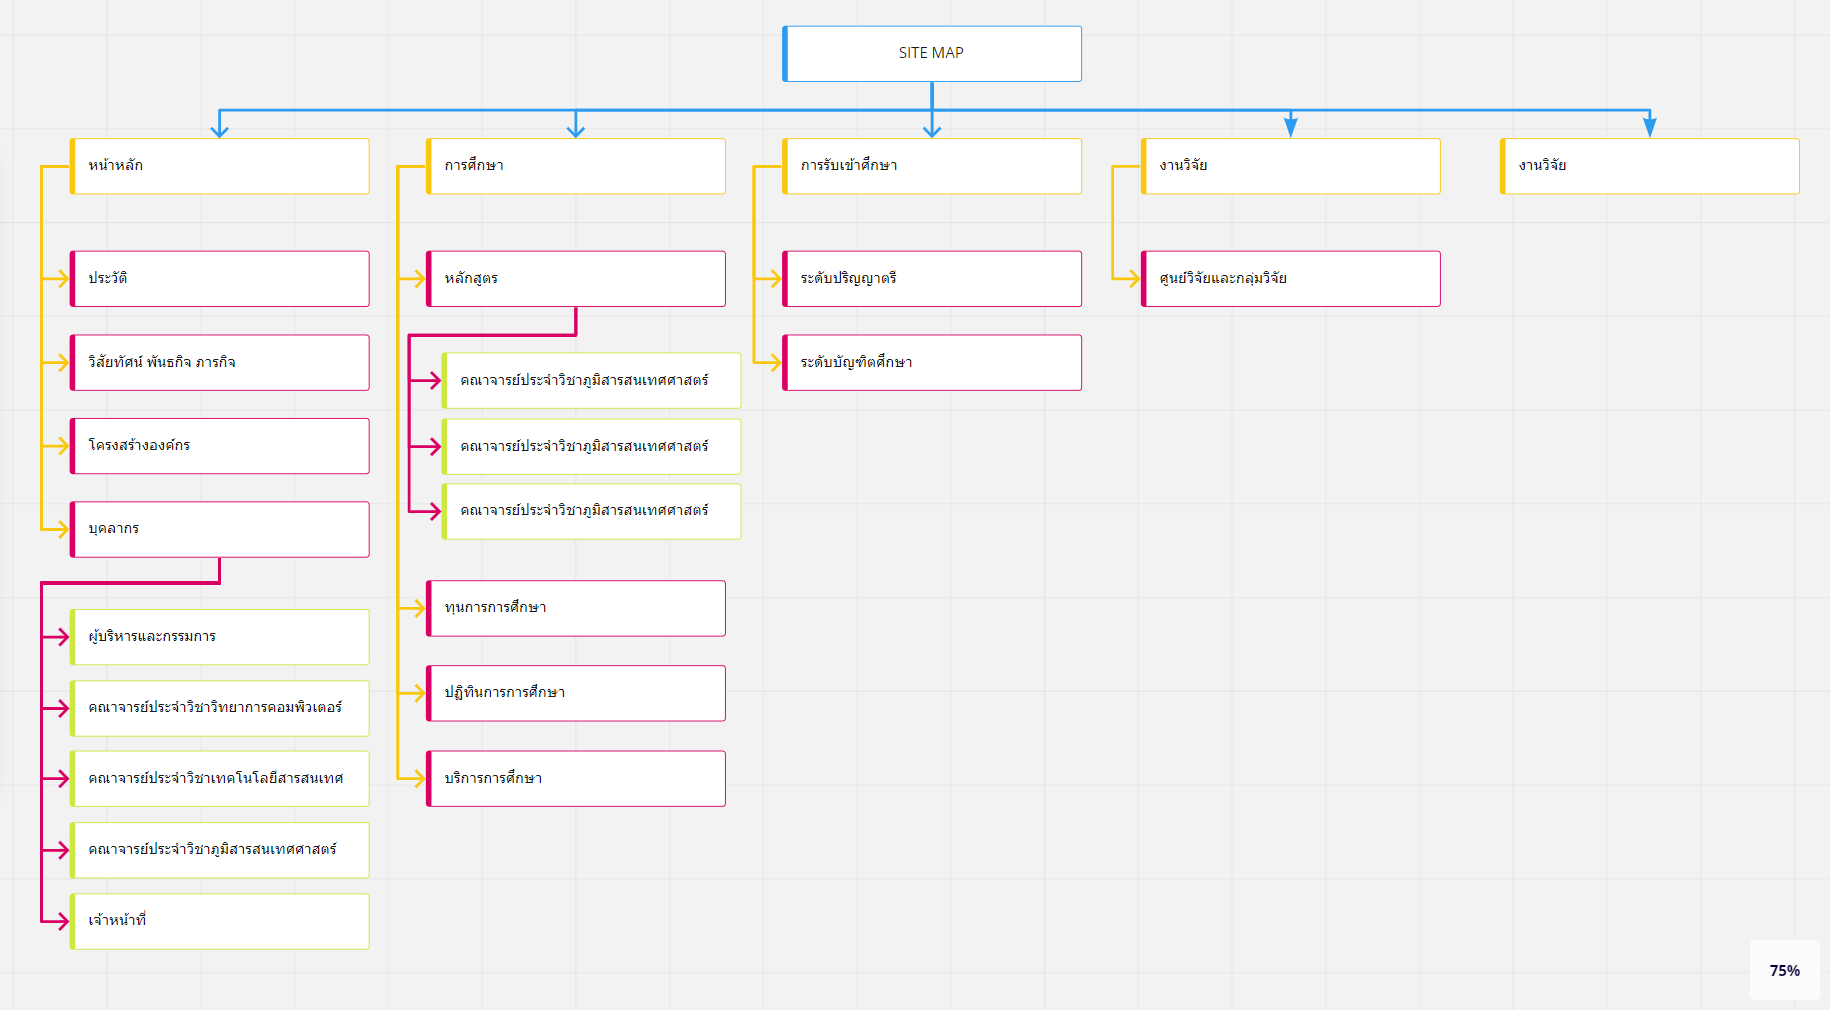 SITE MAP
หน้าหลัก
ประวัติ
วิสัยทัศน์ พันธกิจ ภารกิจ
โครงสร้างองค์กร
บุคลากร
ผู้บริหารและกรรมการ
คณาจารย์ประจำวิชาวิทยาการคอมพิวเตอร์
คณาจารย์ประจำวิชาเทคโนโลยีสารสนเทศ
คณาจารย์ประจำวิชาภูมิสารสนเทศศาสตร์
เจ้าหน้าที่
การศึกษา
หลักสูตร
คณาจารย์ประจำวิชาภูมิสารสนเทศศาสตร์
คณาจารย์ประจำวิชาภูมิสารสนเทศศาสตร์
คณาจารย์ประจำวิชาภูมิสารสนเทศศาสตร์
ทุนการการศึกษา
ปฏิทินการการศึกษา
บริการการศึกษา
การรับเข้าศึกษา
ระดับปริญญาตรี
ระดับบัณฑิตศึกษา
งานวิจัย
ศูนย์วิจัยและกลุ่มวิจัย
งานวิจัย
75%